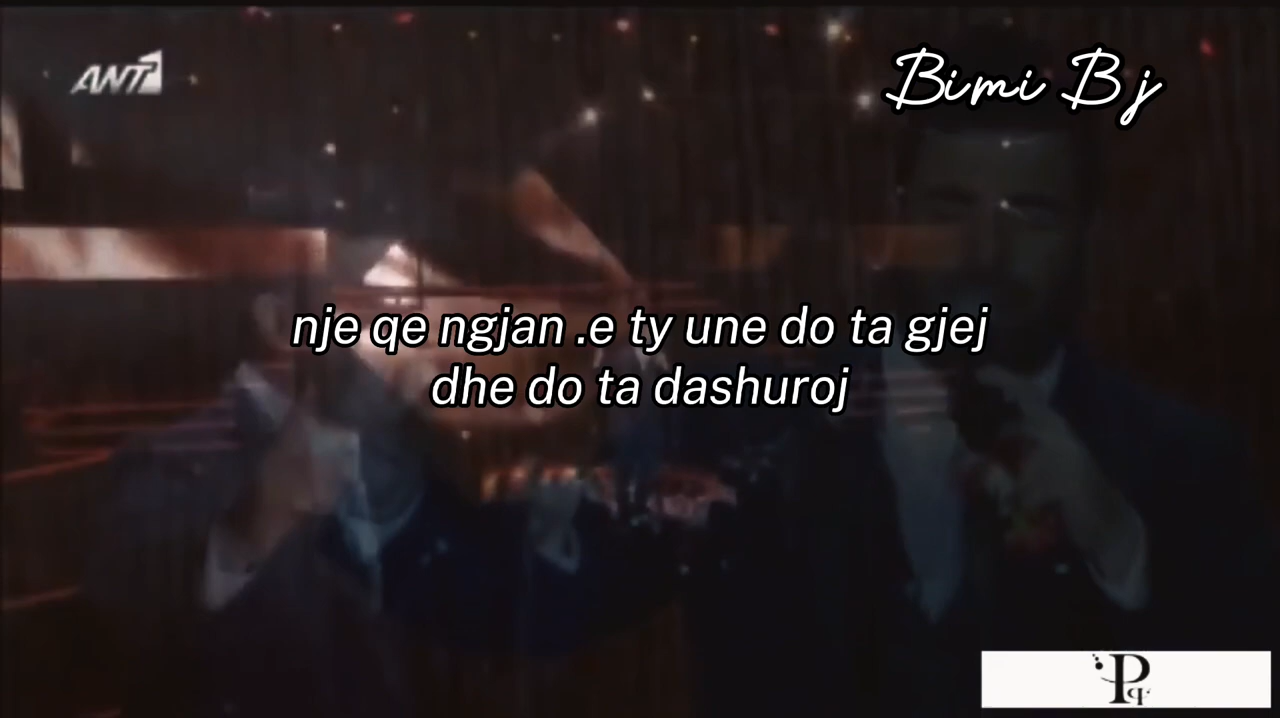 ANT1
Bimi Bj
nje qe ngjan .e ty une do ta gjej
dhe do ta dashuroj
P